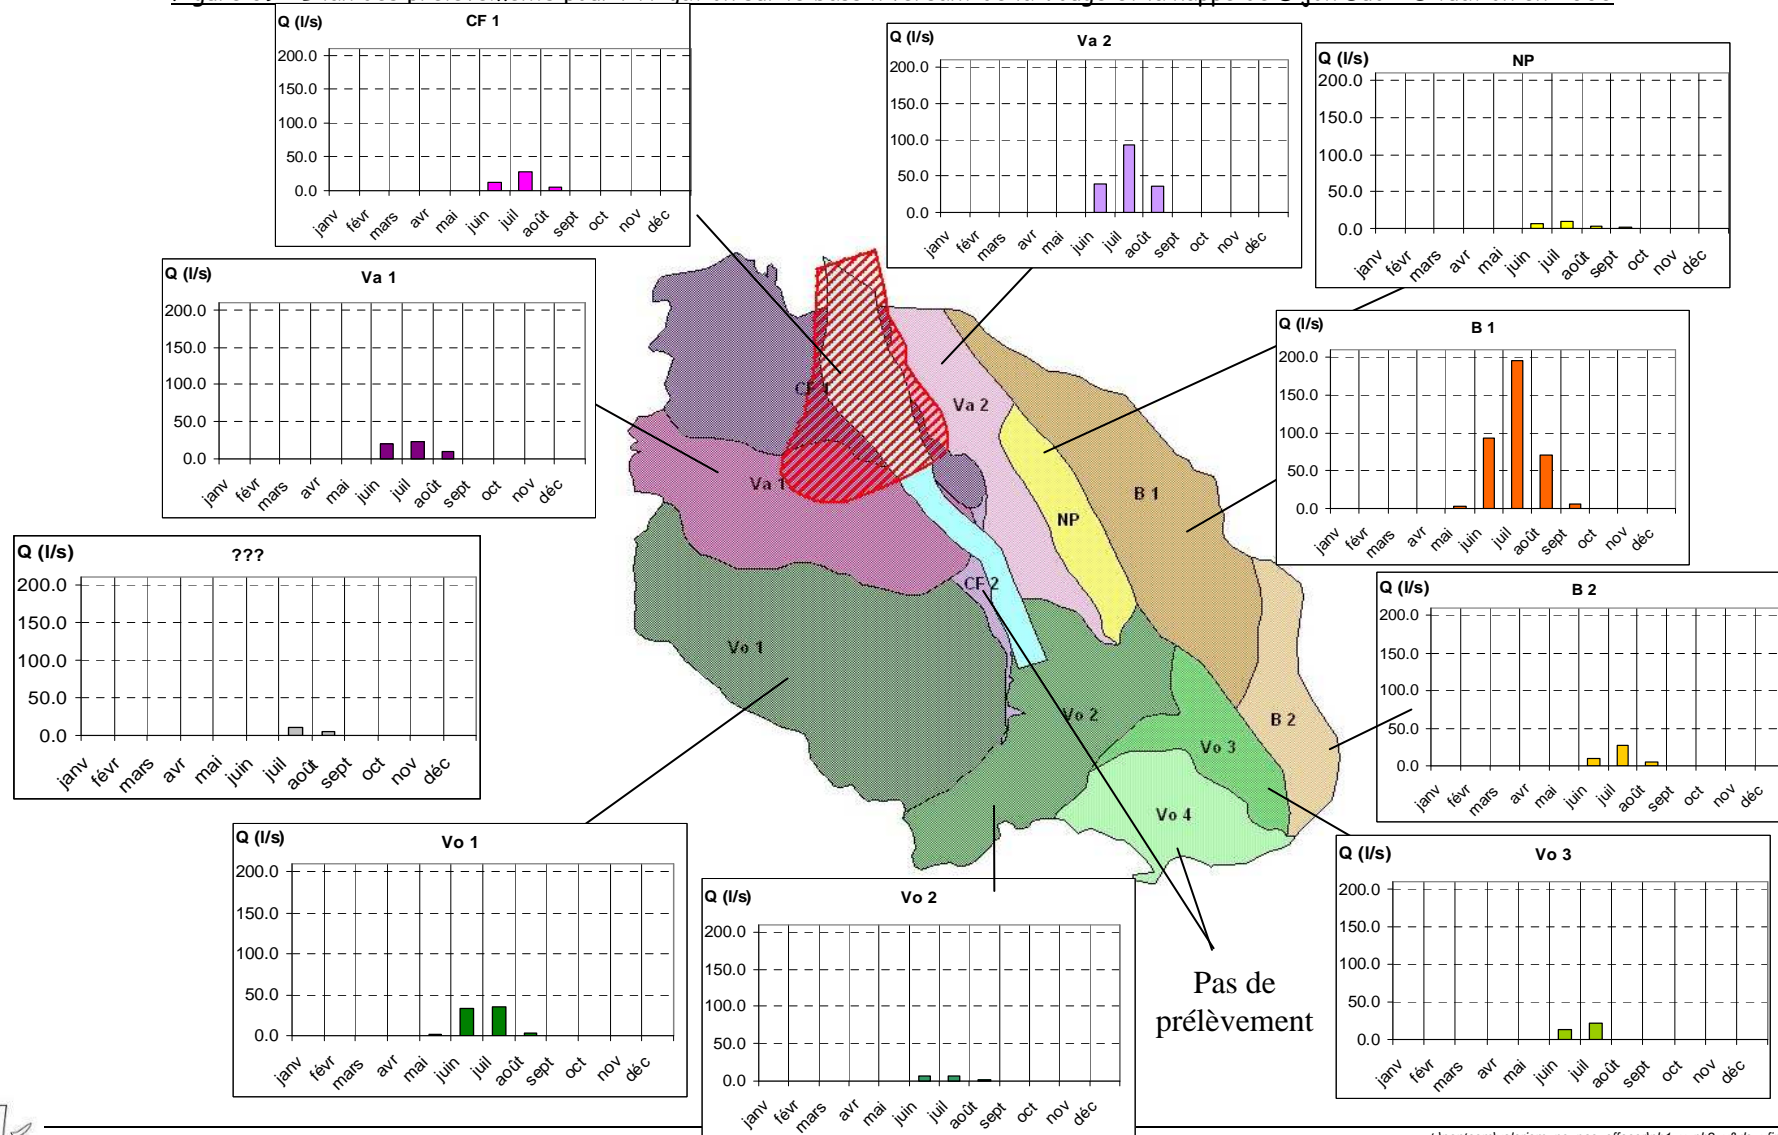 CF 1
Q (l/s)
200.0
150.0
100.0
50.0
0.0
janv févr mars avr mai juin juil août sept oct nov déc
Va 2
Q (l/s)
200.0
150.0
100.0
50.0
0.0
janv févr mars avr mai juin juil août sept oct nov déc
NP
Q (l/s)
200.0
150.0
100.0
50.0
0.0
janv févr mars avr mai juin juil août sept oct nov déc
Va 1
Q (l/s)
200.0
150.0
100.0
50.0
0.0
janv févr mars avr mai juin juil août sept oct nov déc
B 1
Q (l/s)
200.0
150.0
100.0
50.0
0.0
janv févr mars avr mai juin juil août sept oct nov déc
CF 1
Va 2
Va 1
B 1
NP
CF 2
Vo 1
Vo 2
B 2
Vo 3
Vo 4
???
Q (l/s)
200.0
150.0
100.0
50.0
0.0
janv févr mars avr mai juin juil août sept oct nov déc
B 2
Q (l/s)
200.0
150.0
100.0
50.0
0.0
janv févr mars avr mai juin juil août sept oct nov déc
Vo 1
Q (l/s)
200.0
150.0
100.0
50.0
0.0
janv févr mars avr mai juin juil août sept oct nov déc
Vo 2
Q (l/s)
200.0
150.0
100.0
50.0
0.0
janv févr mars avr mai juin juil août sept oct nov déc
Pas de
prélèvement
Vo 3
Q (l/s)
200.0
150.0
100.0
50.0
0.0
janv févr mars avr mai juin juil août sept oct nov déc